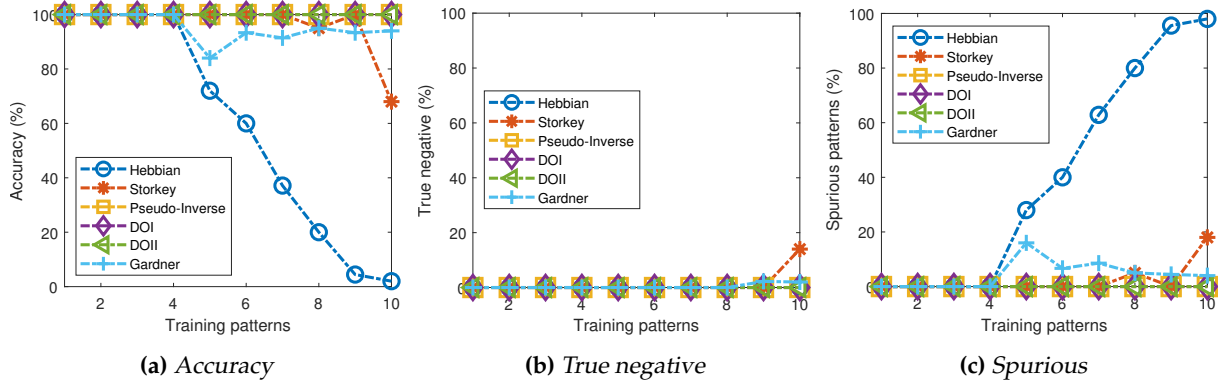 100
80
60
40
20
0
Accuracy (%)
Hebbian
Storkey
Pseudo-Inverse
DOI
DOII
Gardner
2 4 6 8 10
Training patterns
(a) Accuracy
100
80
60
40
20
0
True negative (%)
Hebbian
Storkey
Pseudo-Inverse
DOI
DOII
Gardner
2 4 6 8 10
Training patterns
(b) True negative
100
80
60
40
20
0
Spurious patterns (%)
Hebbian
Storkey
Pseudo-Inverse
DOI
DOII
Gardner
2 4 6 8 10
Training patterns
(c) Spurious